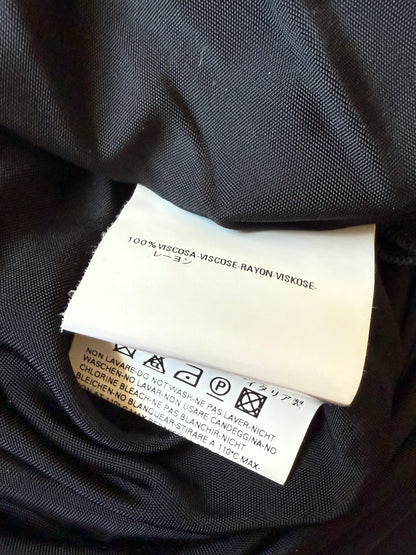 100% VISCOSA-VISCOSE-RAYON-VISKOSE-
レーヨン
P
イタリア製
NON LAVARE-DO NOT WASH-NE PAS LAVER-NICHT
WASCHEN-NO LAVAR-NON USARE CANDEGGINA-NO
CHLORINE BLEACH-NE PAS BLANCHIR-NICHT
BLEICHEN-NO BLANQUEAR-STIRARE A 110°C MAX-